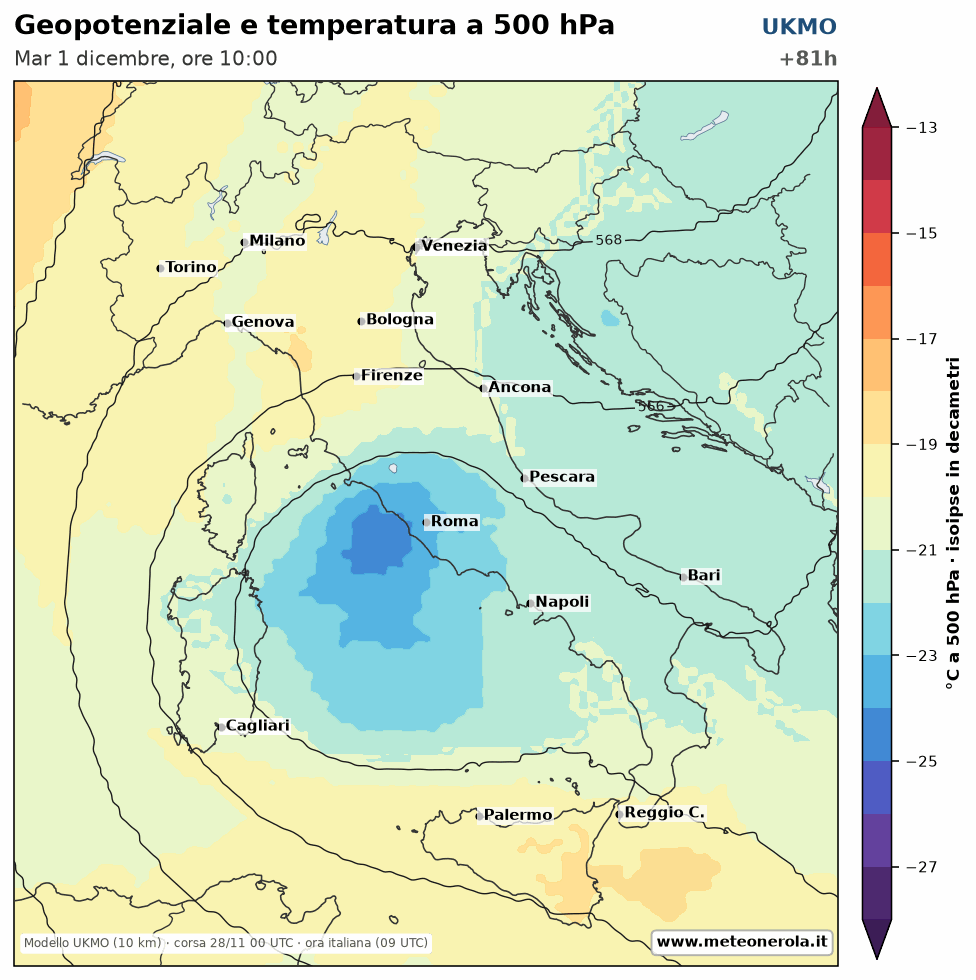 Geopotenziale e temperatura a 500 hPa
UKMO
Mar 1 dicembre, ore 10:00
+81h
568
Milano
Venezia
Torino
Genova
Bologna
Firenze
Ancona
566
Pescara
Roma
Bari
Napoli
Cagliari
Palermo
Reggio C.
−13
−15
−17
−19
−21
−23
−25
−27
°C a 500 hPa · isoipse in decametri
Modello UKMO (10 km) · corsa 28/11 00 UTC · ora italiana (09 UTC)
www.meteonerola.it